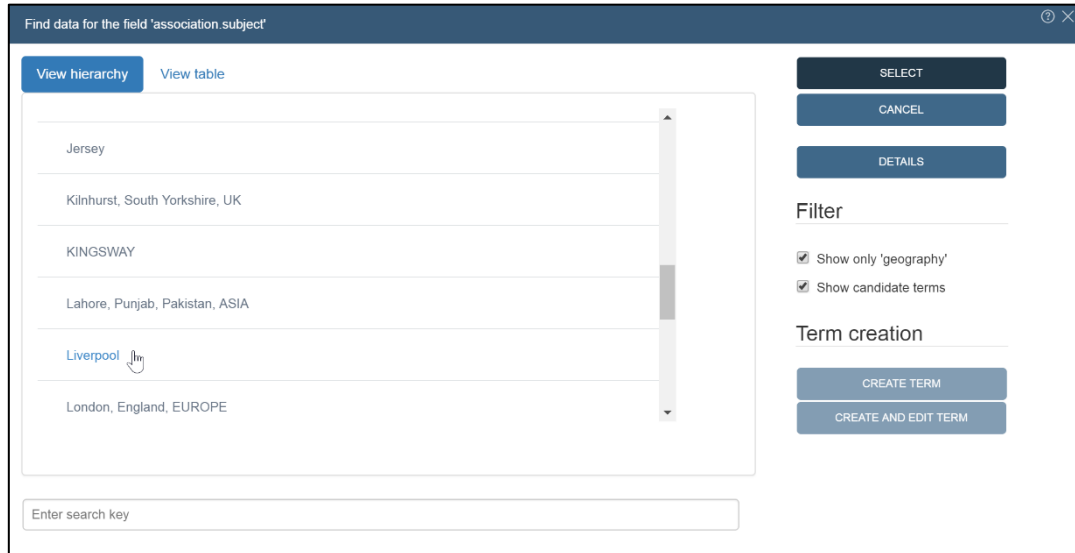 Find data for the field 'association.subject'
View hierarchy
View table
Jersey
Kilnhurst, South Yorkshire, UK
KINGSWAY
Lahore, Punjab, Pakistan, ASIA
Liverpool
London, England, EUROPE
Enter search key
SELECT
CANCEL
DETAILS
Filter
Show only 'geography'
Show candidate terms
Term creation
CREATE TERM
CREATE AND EDIT TERM